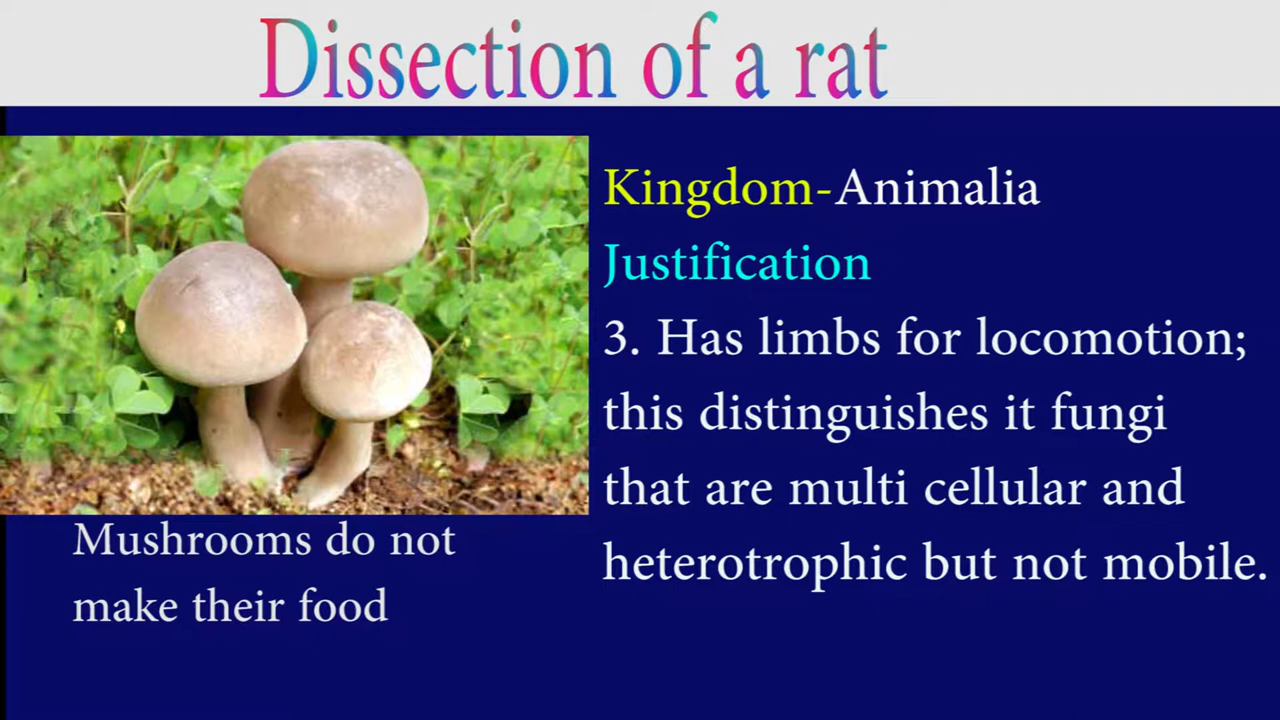 Dissection of a rat
Kingdom-Animalia
Justification
3. Has limbs for locomotion;
this distinguishes it fungi
that are multi cellular and
heterotrophic but not mobile.
Mushrooms do not
make their food